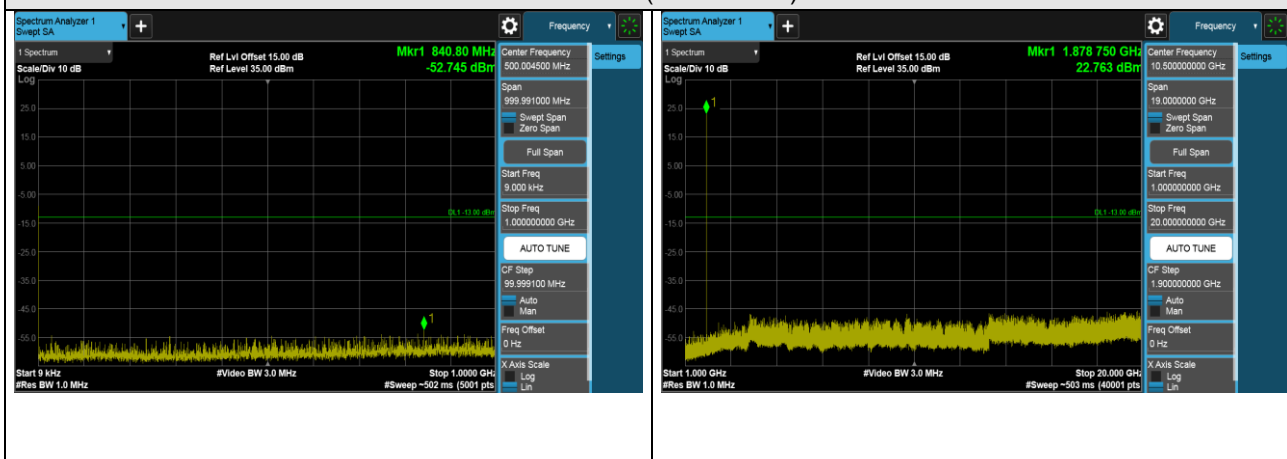 Spectrum Analyzer 1
Swept SA
+
Frequency
1 Spectrum
Scale/Div 10 dB
Log
Ref Lvl Offset 15.00 dB
Ref Level 35.00 dBm
Mkr1 840.80 MHz
-52.745 dBm
25.0
15.0
5.00
-5.00
-15.0
-25.0
-35.0
-45.0
-55.0
DL1 -13.00 dBm
1
Start 9 kHz
#Res BW 1.0 MHz
#Video BW 3.0 MHz
Stop 1.0000 GHz
#Sweep ~502 ms (5001 pts
Center Frequency
500.004500 MHz
Settings
Span
999.991000 MHz
Swept Span
Zero Span
Full Span
Start Freq
9.000 kHz
Stop Freq
1.000000000 GHz
AUTO TUNE
CF Step
99.999100 MHz
Auto
Man
Freq Offset
0 Hz
X Axis Scale
Log
Lin
Spectrum Analyzer 1
Swept SA
+
Frequency
1 Spectrum
Scale/Div 10 dB
Log
Ref Lvl Offset 15.00 dB
Ref Level 35.00 dBm
Mkr1 1.878 750 GHz
22.763 dBm
25.0
15.0
5.00
-5.00
-15.0
-25.0
-35.0
-45.0
-55.0
1
DL1 -13.00 dBm
Start 1.000 GHz
#Res BW 1.0 MHz
#Video BW 3.0 MHz
Stop 20.000 GHz
#Sweep ~503 ms (40001 pts
Center Frequency
10.500000000 GHz
Settings
Span
19.0000000 GHz
Swept Span
Zero Span
Full Span
Start Freq
1.000000000 GHz
Stop Freq
20.000000000 GHz
AUTO TUNE
CF Step
1.900000000 GHz
Auto
Man
Freq Offset
0 Hz
X Axis Scale
Log
Lin